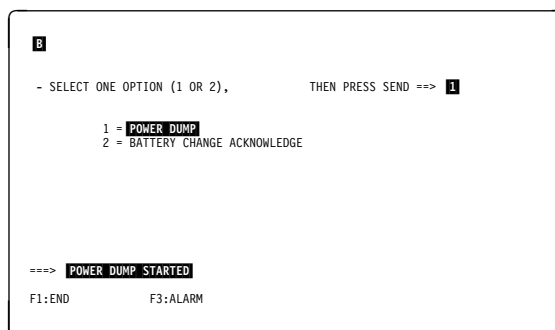 B
- SELECT ONE OPTION (1 OR 2), THEN PRESS SEND ==> 1
1 = POWER DUMP
2 = BATTERY CHANGE ACKNOWLEDGE
===> POWER DUMP STARTED
F1:END F3:ALARM